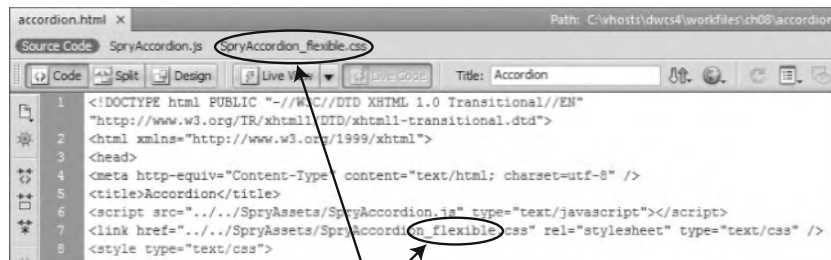 accordion.html × Path: C:\vhosts\dwcs4\workfiles\ch08\accordion
Source Code SpryAccordion.js SpryAccordion_flexible.css
Code Split Design Live View Live Code Title: Accordion
1 <!DOCTYPE html PUBLIC "-//W3C//DTD XHTML 1.0 Transitional//EN"
"http://www.w3.org/TR/xhtml1/DTD/xhtml1-transitional.dtd">
2 <html xmlns="http://www.w3.org/1999/xhtml">
3 <head>
4 <meta http-equiv="Content-Type" content="text/html; charset=utf-8" />
5 <title>Accordion</title>
6 <script src="../../SpryAssets/SpryAccordion.js" type="text/javascript"></script>
7 <link href="../../SpryAssets/SpryAccordion_flexible.css" rel="stylesheet" type="text/css" />
8 <style type="text/css">